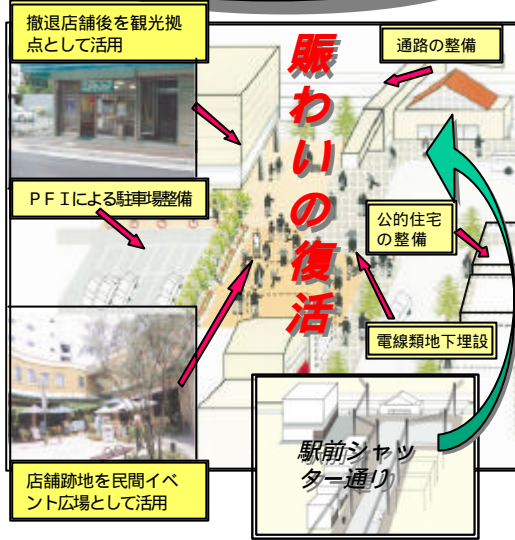 撤退店舗後を観光拠
点として活用
通路の整備
賑わいの復活
ＰＦＩによる駐車場整備
公的住宅
の整備
電線類地下埋設
駅前シャッ
ター通り
店舗跡地を民間イベ
ント広場として活用